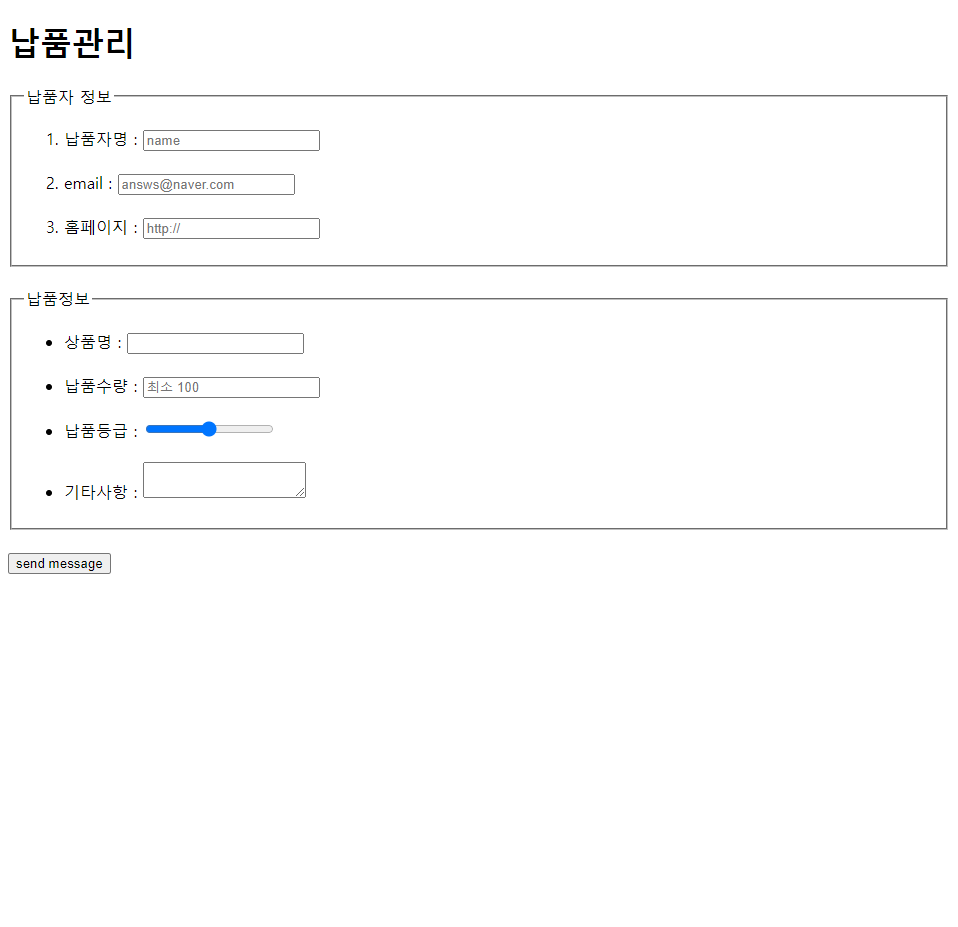 납품관리
납품자 정보
1. 납품자명 : name
2. email : answs@naver.com
3. 홈페이지 : http://
납품정보
• 상품명 :
• 납품수량 : 최소 100
• 납품등급 :
• 기타사항 :
send message